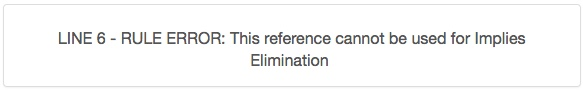 LINE 6 - RULE ERROR: This reference cannot be used for Implies
Elimination